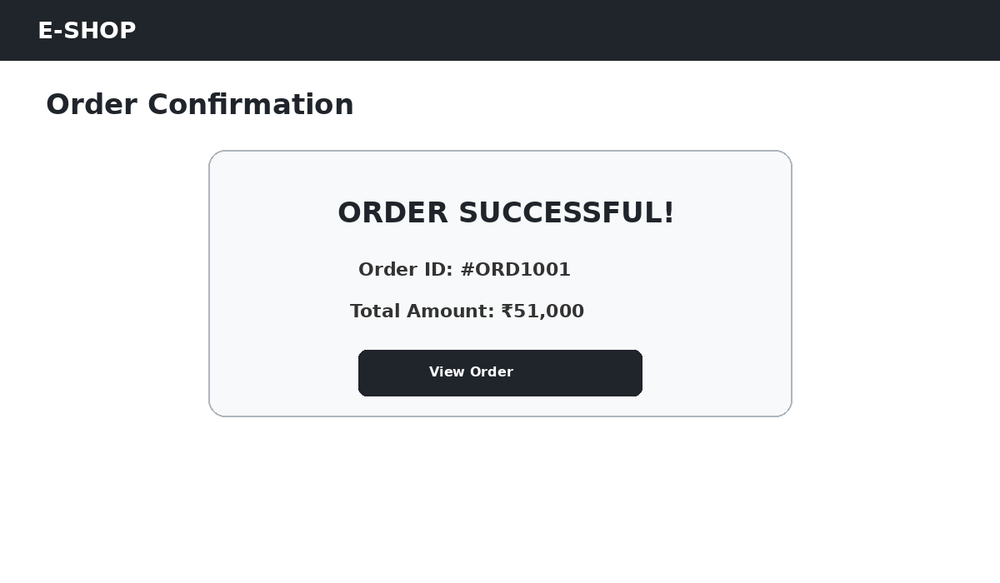 E-SHOP
Order Confirmation
ORDER SUCCESSFUL!
Order ID: #ORD1001
Total Amount: ₹51,000
View Order